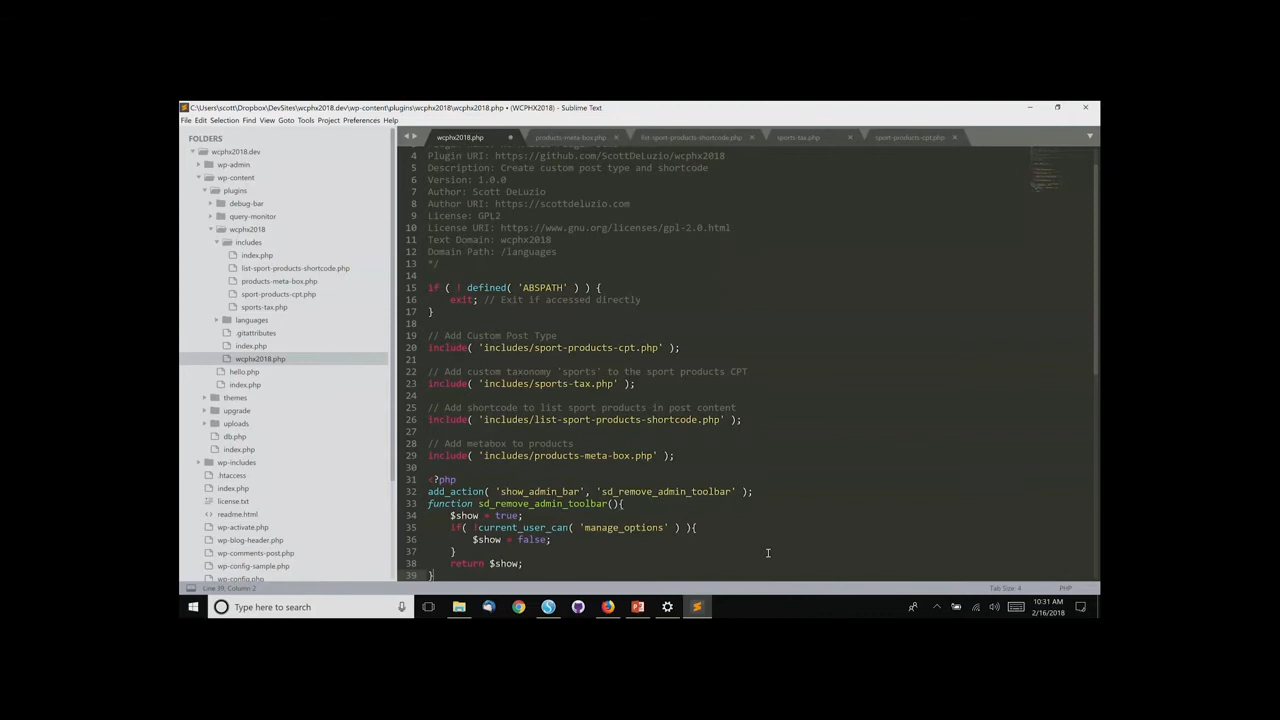 C:\Users\scott\Dropbox\DevSites\wcphx2018.dev\wp-content\plugins\wcphx2018\wcphx2018.php • (WCPHX2018) - Sublime Text
File Edit Selection Find View Goto Tools Project Preferences Help
FOLDERS
wcphx2018.dev
wp-admin
wp-content
plugins
debug-bar
query-monitor
wcphx2018
includes
index.php
list-sport-products-shortcode.php
products-meta-box.php
sport-products-cpt.php
sports-tax.php
languages
.gitattributes
index.php
wcphx2018.php
hello.php
index.php
themes
upgrade
uploads
db.php
index.php
wp-includes
.htaccess
index.php
license.txt
readme.html
wp-activate.php
wp-blog-header.php
wp-comments-post.php
wp-config-sample.php
wp-config.php
wcphx2018.php products-meta-box.php list-sport-products-shortcode.php sports-tax.php sport-products-cpt.php
4 Plugin URI: https://github.com/ScottDeLuzio/wcphx2018
5 Description: Create custom post type and shortcode
6 Version: 1.0.0
7 Author: Scott DeLuzio
8 Author URI: https://scottdeluzio.com
9 License: GPL2
10 License URI: https://www.gnu.org/licenses/gpl-2.0.html
11 Text Domain: wcphx2018
12 Domain Path: /languages
13 */
14
15 if ( ! defined( 'ABSPATH' ) ) {
16 exit; // Exit if accessed directly
17 }
18
19 // Add Custom Post Type
20 include( 'includes/sport-products-cpt.php' );
21
22 // Add custom taxonomy 'sports' to the sport products CPT
23 include( 'includes/sports-tax.php' );
24
25 // Add shortcode to list sport products in post content
26 include( 'includes/list-sport-products-shortcode.php' );
27
28 // Add metabox to products
29 include( 'includes/products-meta-box.php' );
30
31 <?php
32 add_action( 'show_admin_bar', 'sd_remove_admin_toolbar' );
33 function sd_remove_admin_toolbar(){
34 $show = true;
35 if( !current_user_can( 'manage_options' ) ){
36 $show = false;
37 }
38 return $show;
39 }
Line 39, Column 2 Tab Size: 4 PHP
Type here to search
10:31 AM
2/16/2018